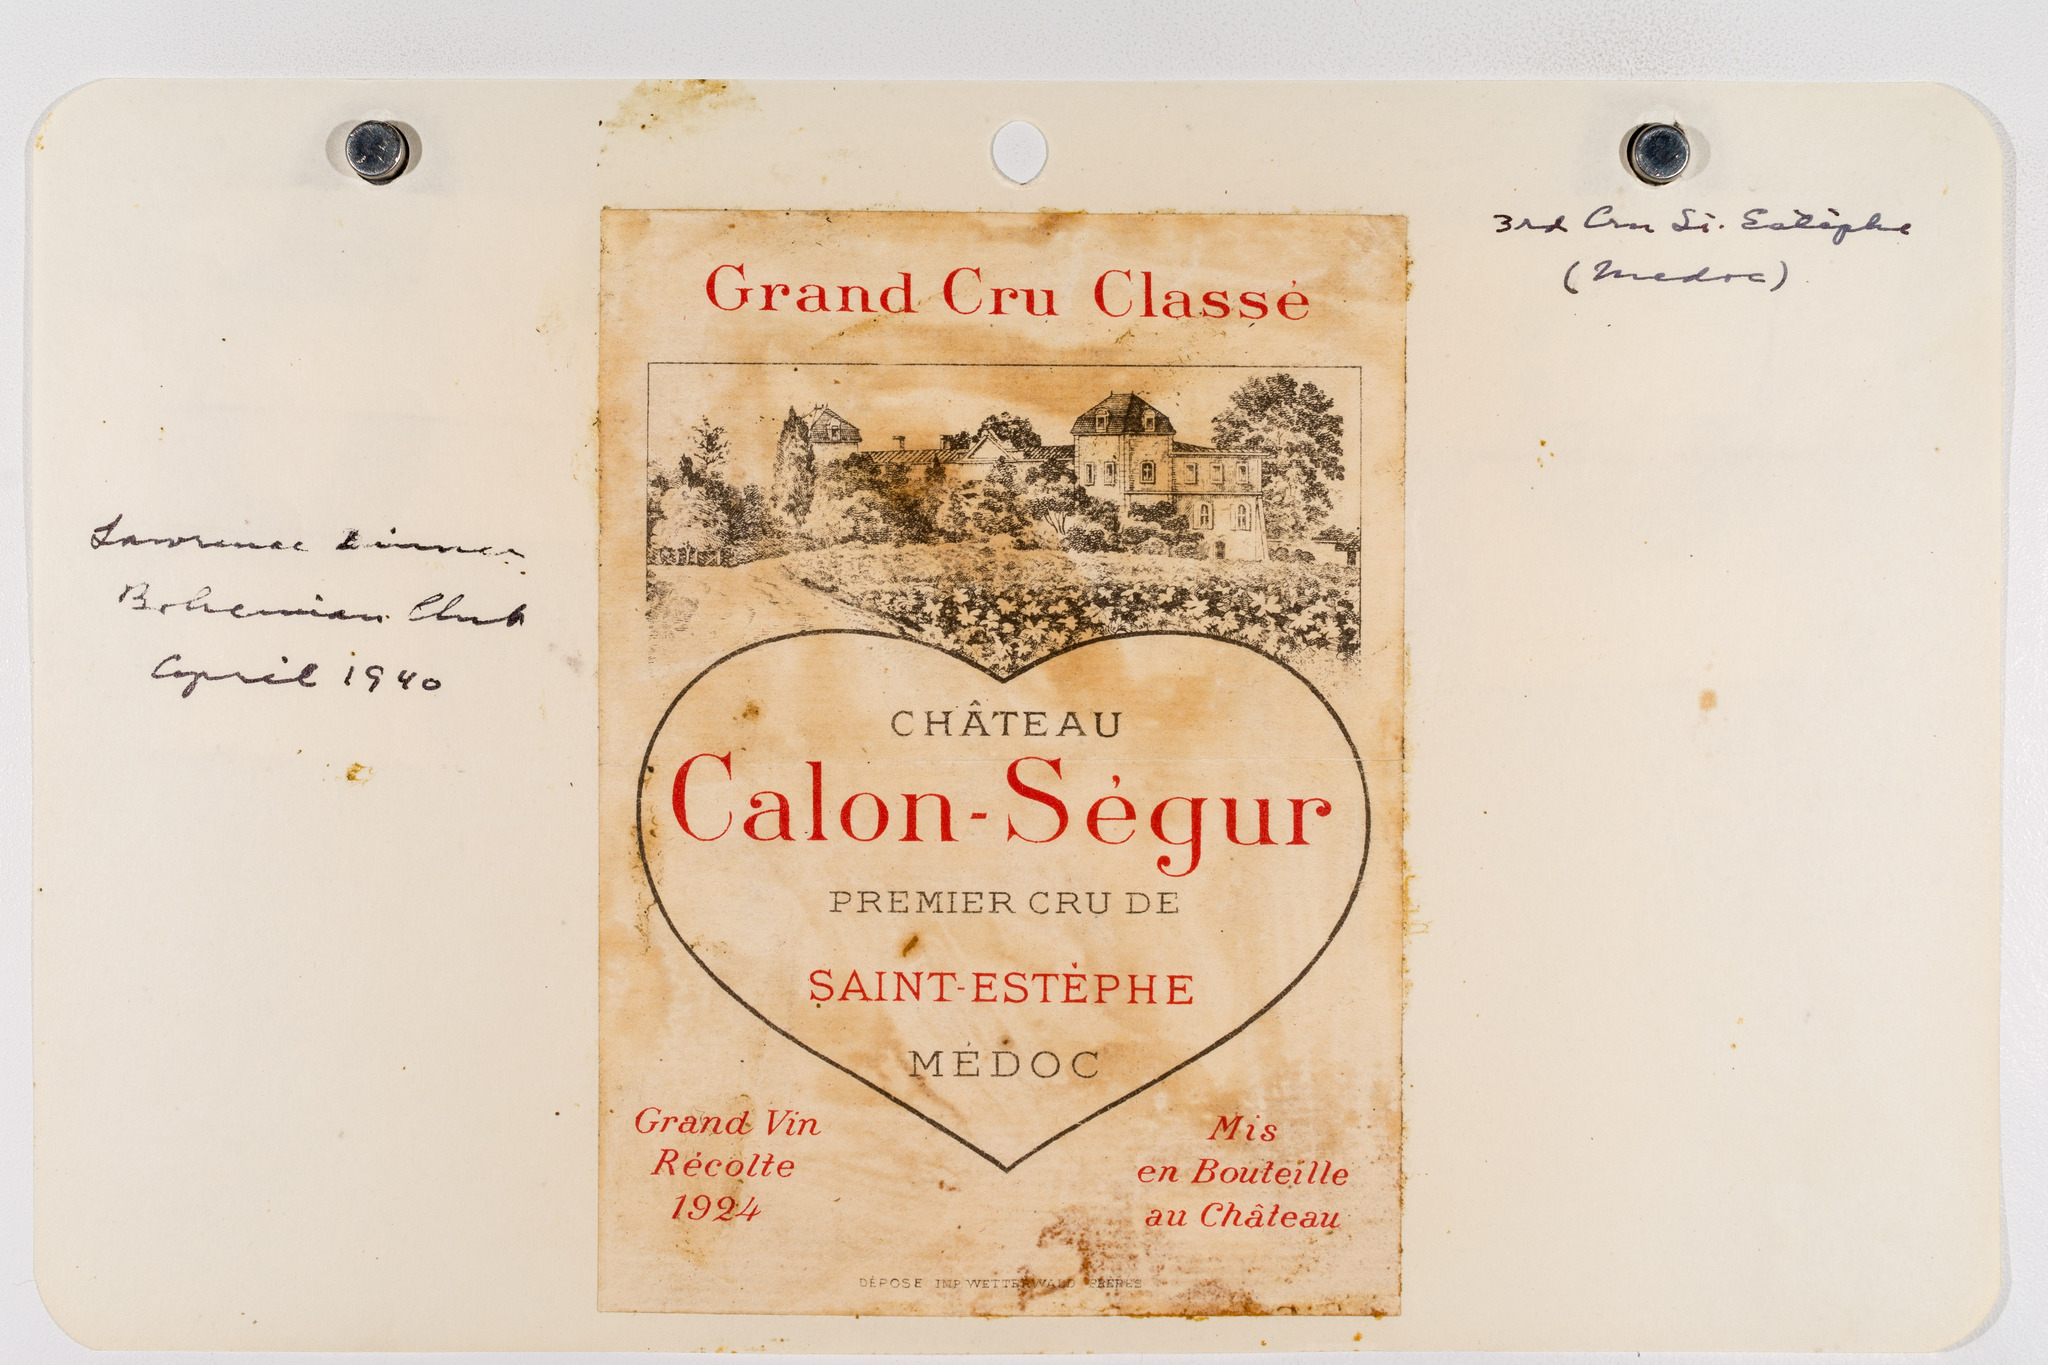 Lawrence Dinner
Bohemian Club
April 1940
Grand Cru Classé
CHÂTEAU
Calon-Ségur
PREMIER CRU DE
SAINT-ESTÈPHE
MÉDOC
Grand Vin
Récolte
1924
Mis
en Bouteille
au Château
DÉPOSÉ IMP. WETTERWALD FRÈRES
3rd Cru St. Estèphe
(Medoc)